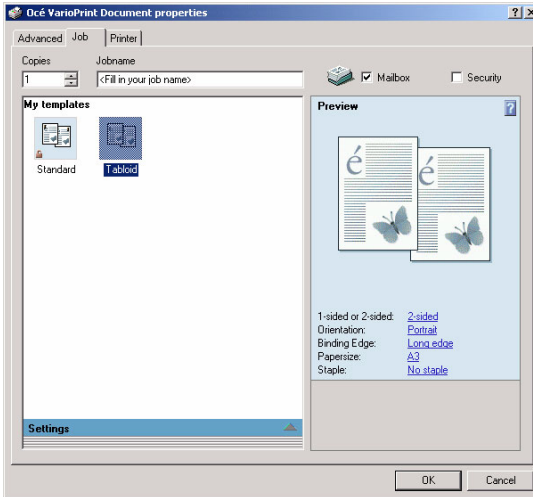 Océ VarioPrint Document properties
Advanced Job Printer
Copies Jobname
1 <Fill in your job name> Mailbox Security
My templates
Standard Tabloid
Preview
é é
1-sided or 2-sided: 2-sided
Orientation: Portrait
Binding Edge: Long edge
Papersize: A3
Staple: No staple
Settings
OK Cancel